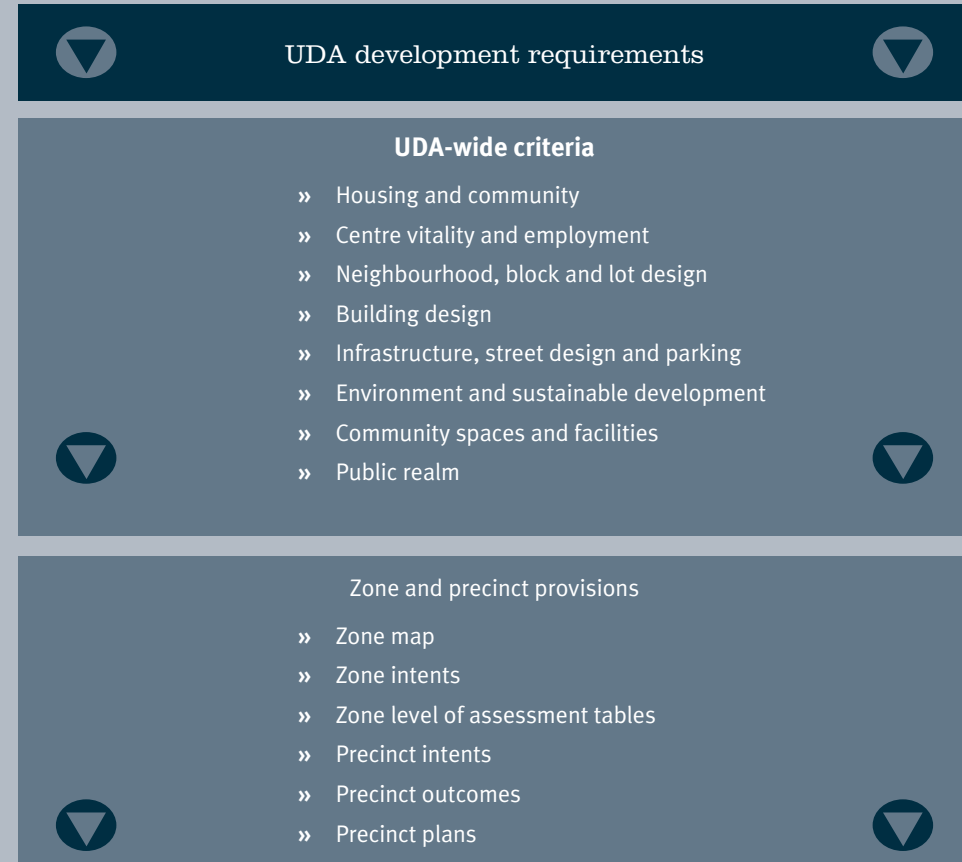 UDA development requirements
UDA-wide criteria
» Housing and community
» Centre vitality and employment
» Neighbourhood, block and lot design
» Building design
» Infrastructure, street design and parking
» Environment and sustainable development
» Community spaces and facilities
» Public realm
Zone and precinct provisions
» Zone map
» Zone intents
» Zone level of assessment tables
» Precinct intents
» Precinct outcomes
» Precinct plans